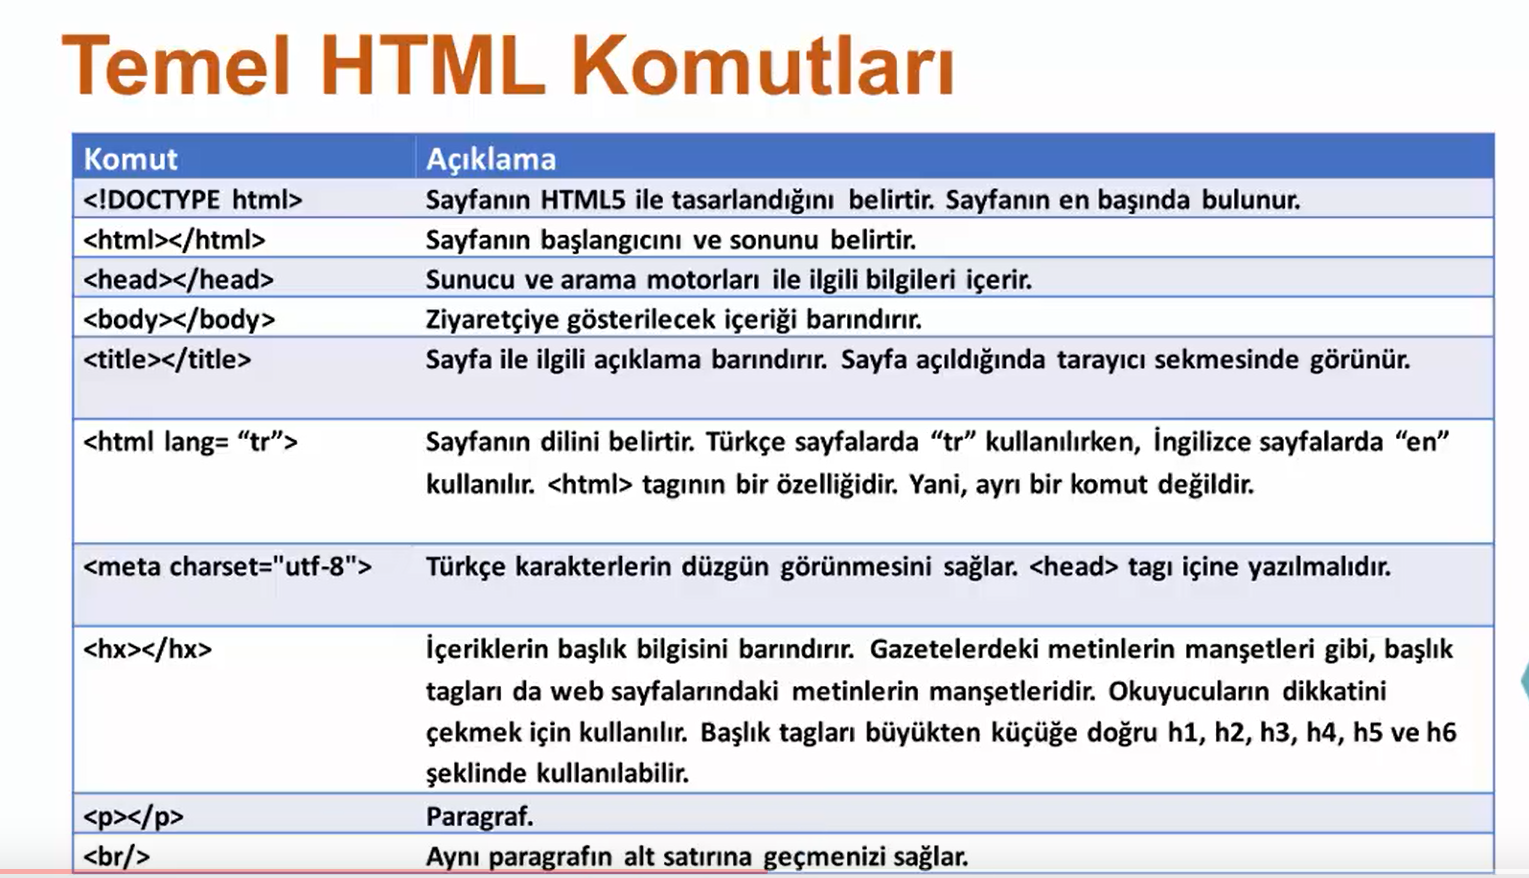 Temel HTML Komutları
Komut Açıklama
<!DOCTYPE html> Sayfanın HTML5 ile tasarlandığını belirtir. Sayfanın en başında bulunur.
<html></html> Sayfanın başlangıcını ve sonunu belirtir.
<head></head> Sunucu ve arama motorları ile ilgili bilgileri içerir.
<body></body> Ziyaretçiye gösterilecek içeriği barındırır.
<title></title> Sayfa ile ilgili açıklama barındırır. Sayfa açıldığında tarayıcı sekmesinde görünür.
<html lang= “tr”> Sayfanın dilini belirtir. Türkçe sayfalarda “tr” kullanılırken, İngilizce sayfalarda “en”
kullanılır. <html> tagının bir özelliğidir. Yani, ayrı bir komut değildir.
<meta charset="utf-8"> Türkçe karakterlerin düzgün görünmesini sağlar. <head> tagı içine yazılmalıdır.
<hx></hx> İçeriklerin başlık bilgisini barındırır. Gazetelerdeki metinlerin manşetleri gibi, başlık
tagları da web sayfalarındaki metinlerin manşetleridir. Okuyucuların dikkatini
çekmek için kullanılır. Başlık tagları büyükten küçüğe doğru h1, h2, h3, h4, h5 ve h6
şeklinde kullanılabilir.
<p></p> Paragraf.
<br/> Aynı paragrafın alt satırına geçmenizi sağlar.